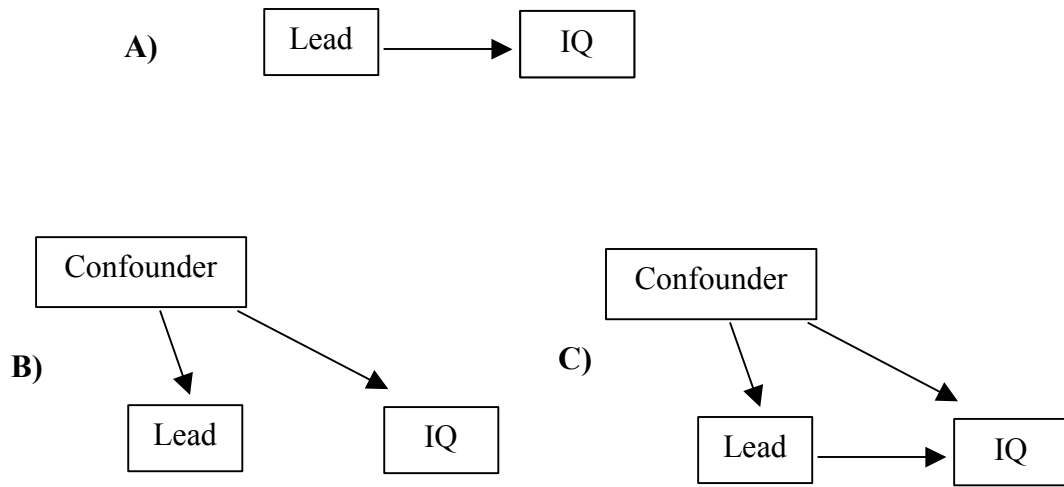 A)
Lead
IQ
Confounder
B)
Lead
IQ
Confounder
C)
Lead
IQ